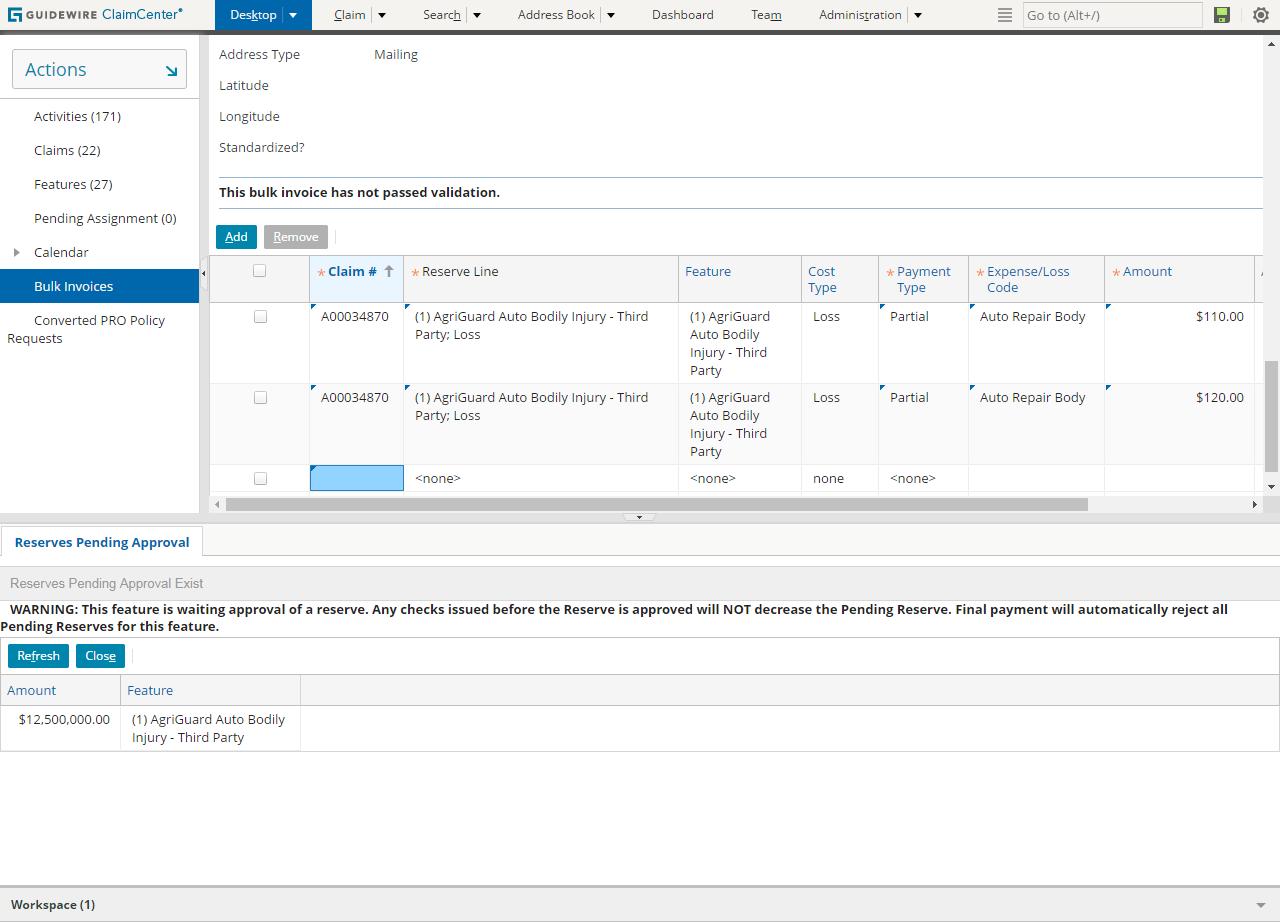 GUIDEWIRE ClaimCenter®
Desktop
Claim
Search
Address Book
Dashboard
Team
Administration
Go to (Alt+/)
Actions
Activities (171)
Claims (22)
Features (27)
Pending Assignment (0)
Calendar
Bulk Invoices
Converted PRO Policy
Requests
Address Type Mailing
Latitude
Longitude
Standardized?
This bulk invoice has not passed validation.
Add Remove
* Claim # * Reserve Line Feature Cost * Payment * Expense/Loss * Amount
Type Type Code
A00034870 (1) AgriGuard Auto Bodily Injury - Third (1) AgriGuard Loss Partial Auto Repair Body $110.00
Party; Loss Auto Bodily
Injury - Third
Party
A00034870 (1) AgriGuard Auto Bodily Injury - Third (1) AgriGuard Loss Partial Auto Repair Body $120.00
Party; Loss Auto Bodily
Injury - Third
Party
<none> <none> none <none>
Reserves Pending Approval
Reserves Pending Approval Exist
WARNING: This feature is waiting approval of a reserve. Any checks issued before the Reserve is approved will NOT decrease the Pending Reserve. Final payment will automatically reject all
Pending Reserves for this feature.
Refresh Close
Amount Feature
$12,500,000.00 (1) AgriGuard Auto Bodily
Injury - Third Party
Workspace (1)